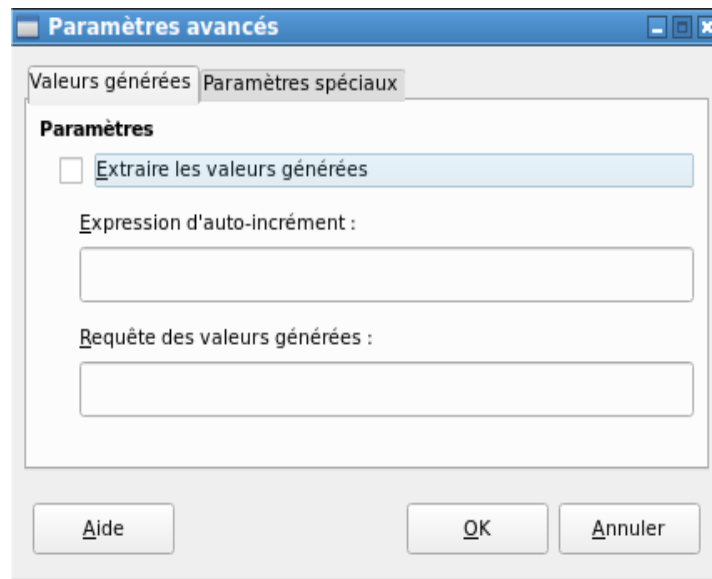 Paramètres avancés
Valeurs générées Paramètres spéciaux
Paramètres
Extraire les valeurs générées
Expression d'auto-incrément :
Requête des valeurs générées :
Aide OK Annuler